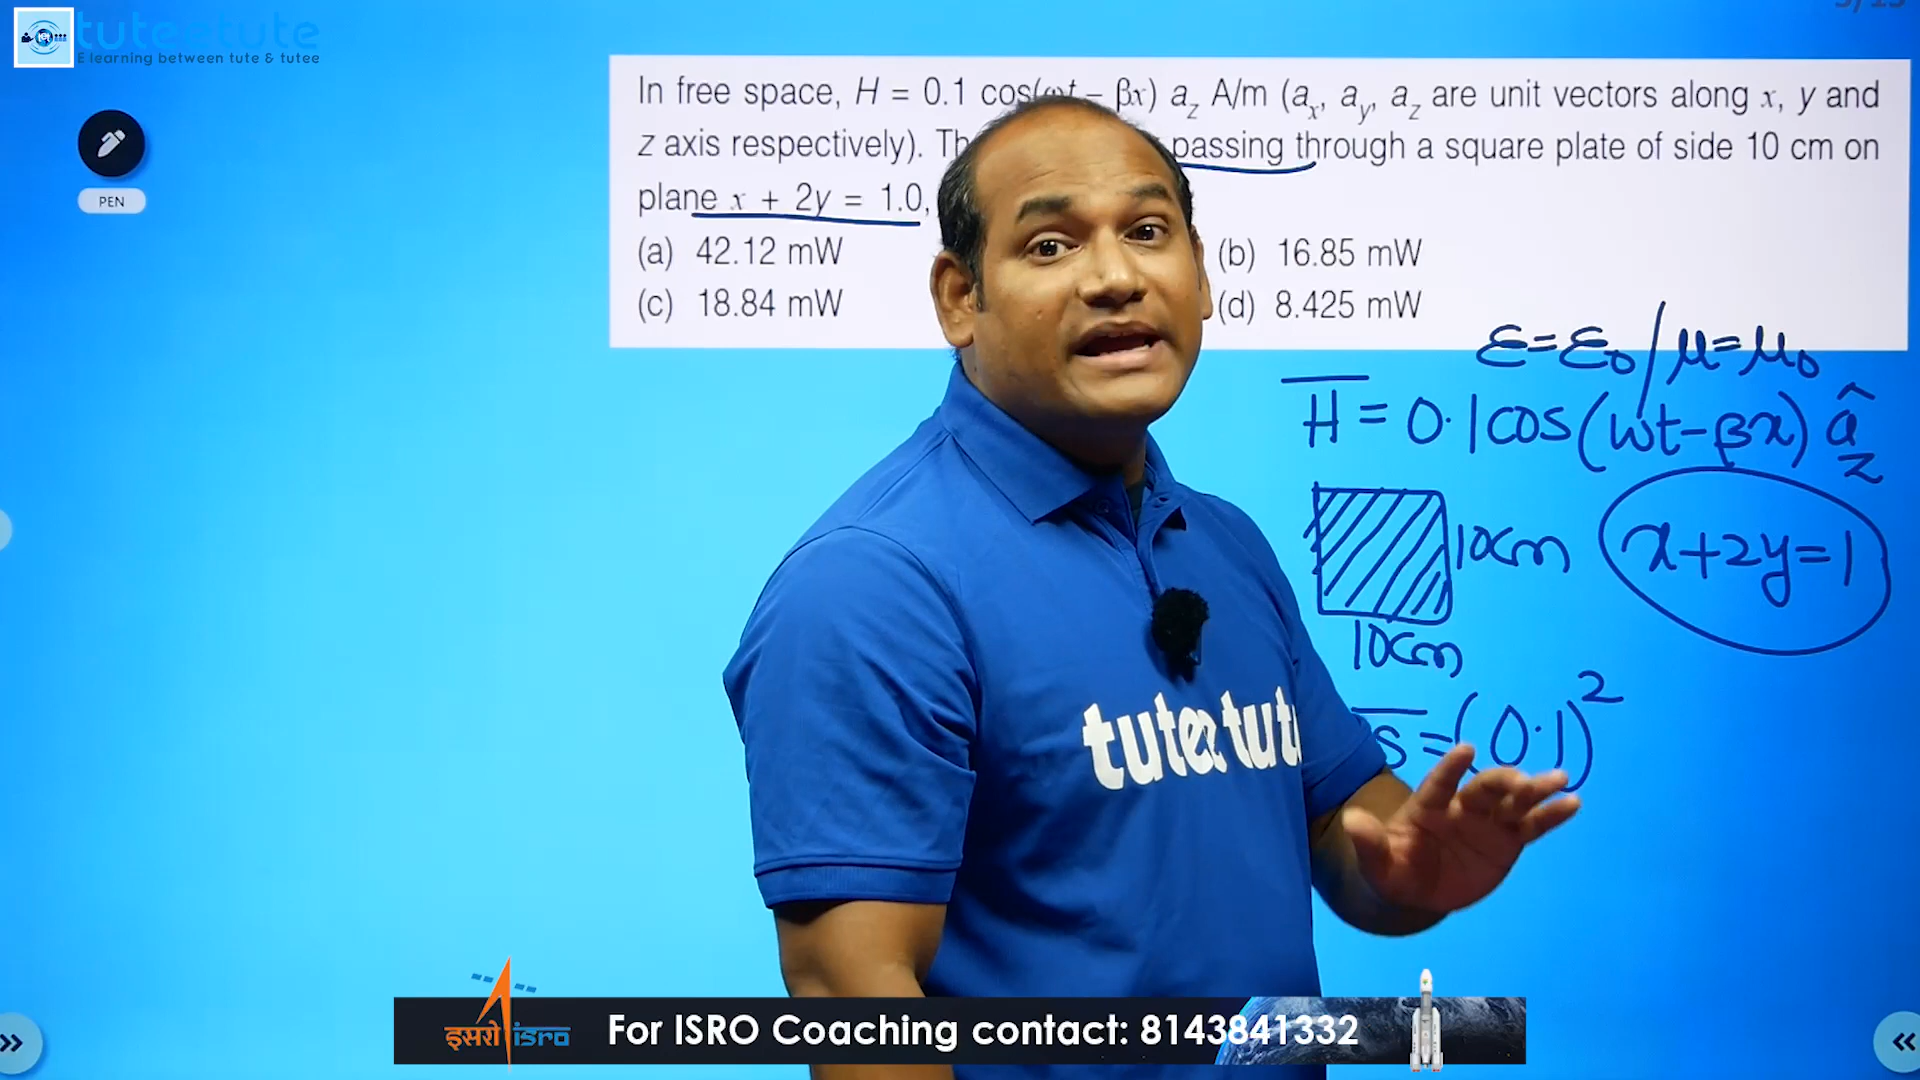 tuteetute
E learning between tute & tutee
PEN
In free space, H = 0.1 cos(ωt – βx) a_z A/m (a_x, a_y, a_z are unit vectors along x, y and
z axis respectively). passing through a square plate of side 10 cm on
plane x + 2y = 1.0,
(a) 42.12 mW (b) 16.85 mW
(c) 18.84 mW (d) 8.425 mW
ε=ε₀/μ=μ₀
H̅ = 0.1cos(ωt-βx) â_z
10cm x+2y=1
10cm
s̅ = (0.1)²
tutee tut
इसरो isro
For ISRO Coaching contact: 8143841332